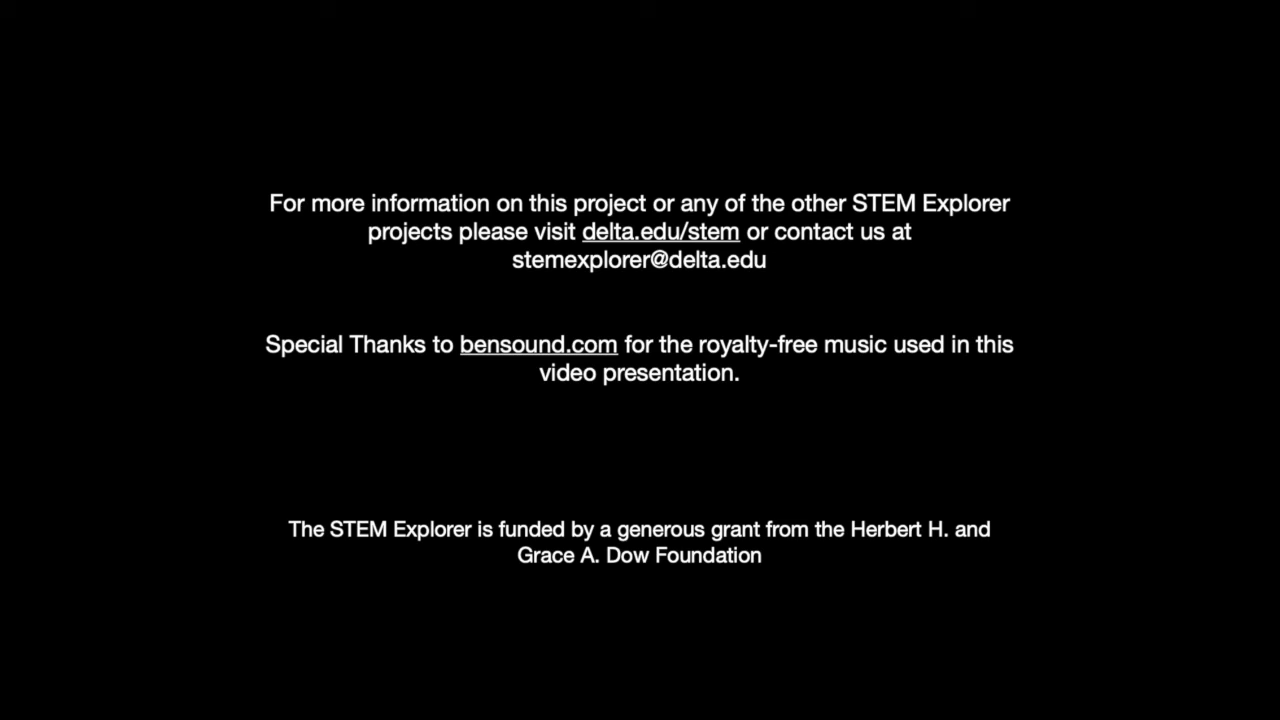 For more information on this project or any of the other STEM Explorer
projects please visit delta.edu/stem or contact us at
stemexplorer@delta.edu
Special Thanks to bensound.com for the royalty-free music used in this
video presentation.
The STEM Explorer is funded by a generous grant from the Herbert H. and
Grace A. Dow Foundation